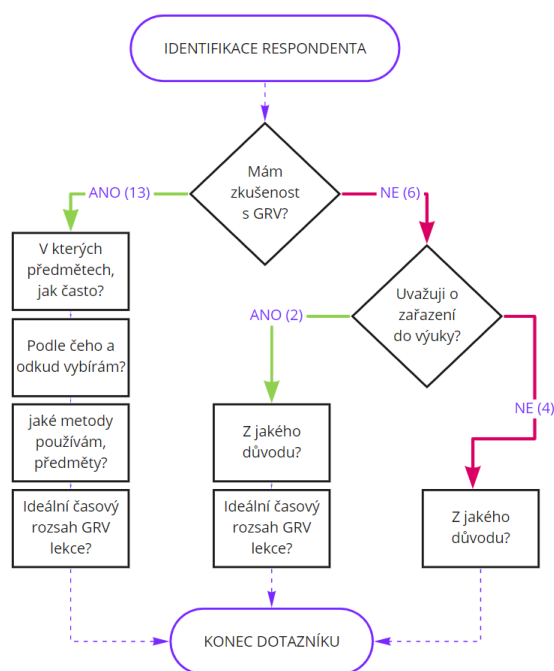 IDENTIFIKACE RESPONDENTA
Mám
zkušenost
s GRV?
ANO (13)
NE (6)
V kterých
předmětech,
jak často?
Podle čeho a
odkud vybírám?
jaké metody
používám,
předměty?
Ideální časový
rozsah GRV
lekce?
Uvažuji o
zařazení
do výuky?
ANO (2)
NE (4)
Z jakého
důvodu?
Ideální časový
rozsah GRV
lekce?
Z jakého
důvodu?
KONEC DOTAZNÍKU